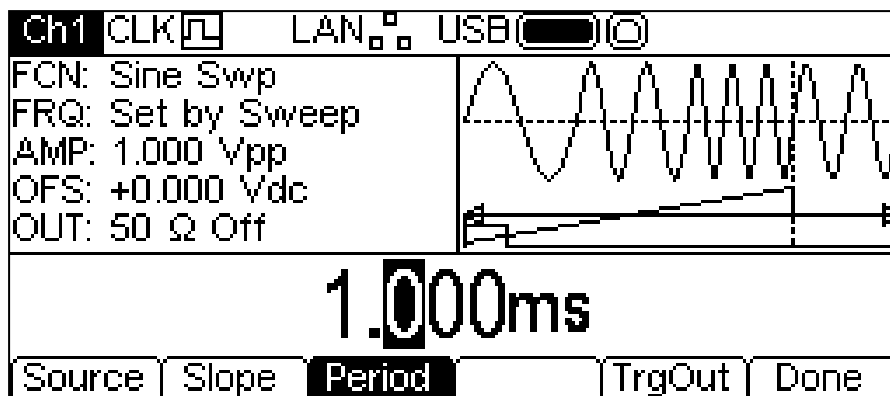 Ch1 CLK LAN USB
FCN: Sine Swp
FRQ: Set by Sweep
AMP: 1.000 Vpp
OFS: +0.000 Vdc
OUT: 50 Ω Off
1.000ms
Source Slope Period TrgOut Done